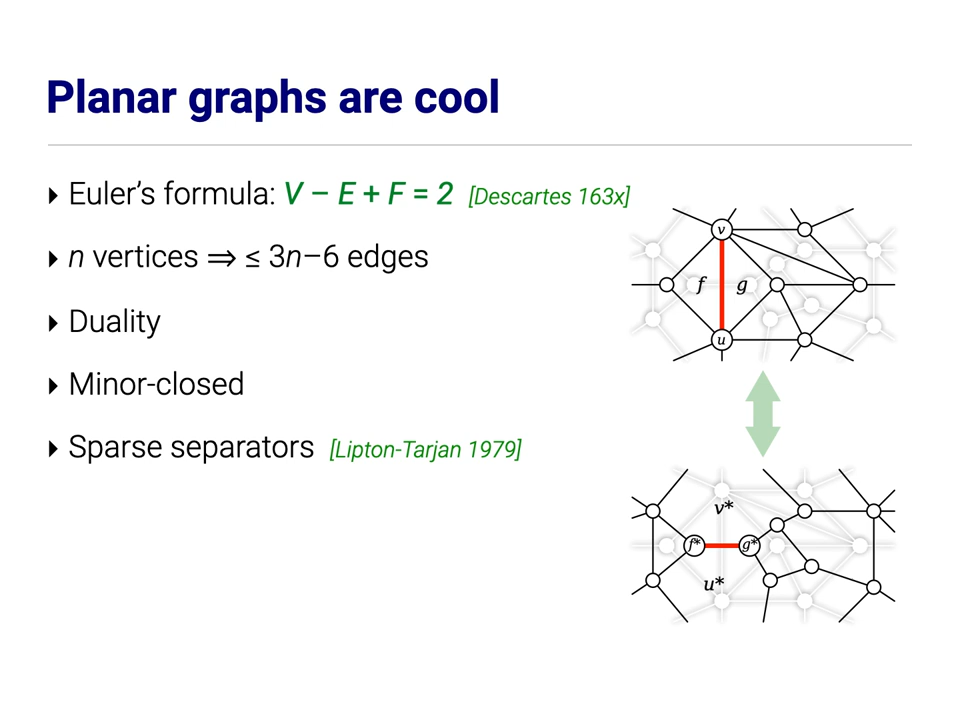 Planar graphs are cool
▸ Euler’s formula: V – E + F = 2 [Descartes 163x]
▸ n vertices ⇒ ≤ 3n–6 edges
▸ Duality
▸ Minor-closed
▸ Sparse separators [Lipton-Tarjan 1979]
v
f g
u
v*
f* g*
u*